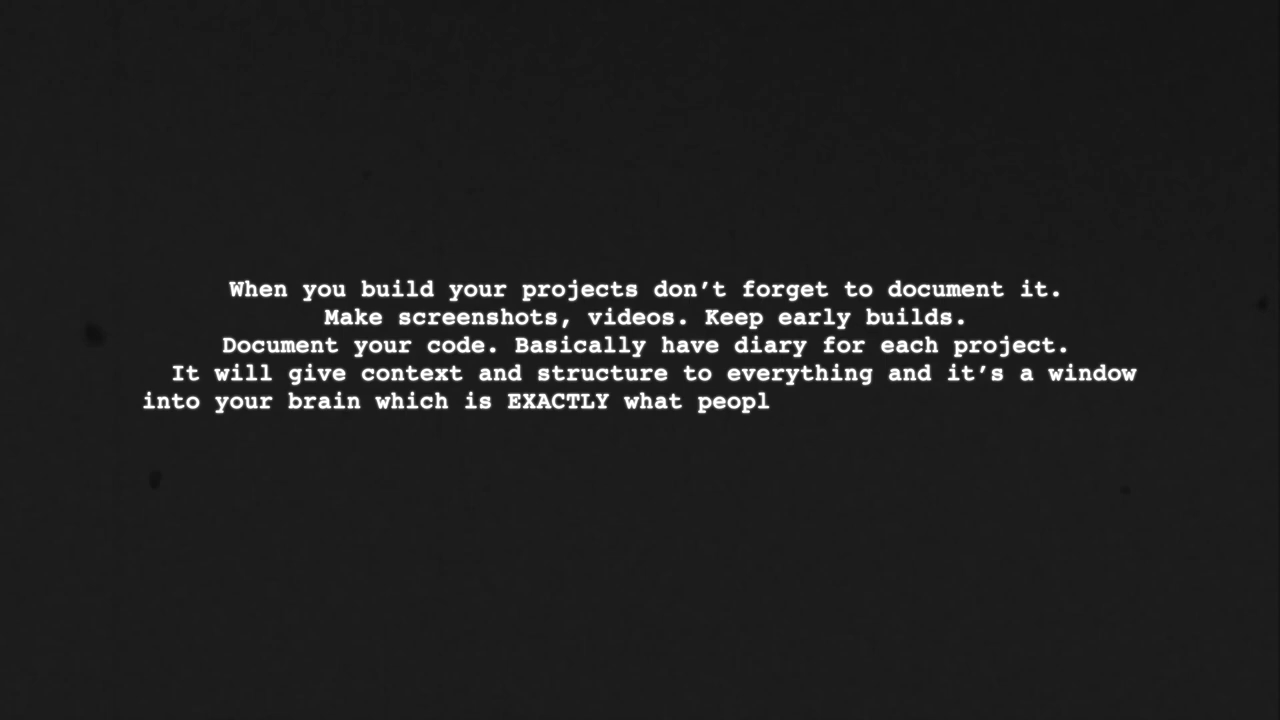 When you build your projects don’t forget to document it.
Make screenshots, videos. Keep early builds.
Document your code. Basically have diary for each project.
It will give context and structure to everything and it’s a window
into your brain which is EXACTLY what peopl